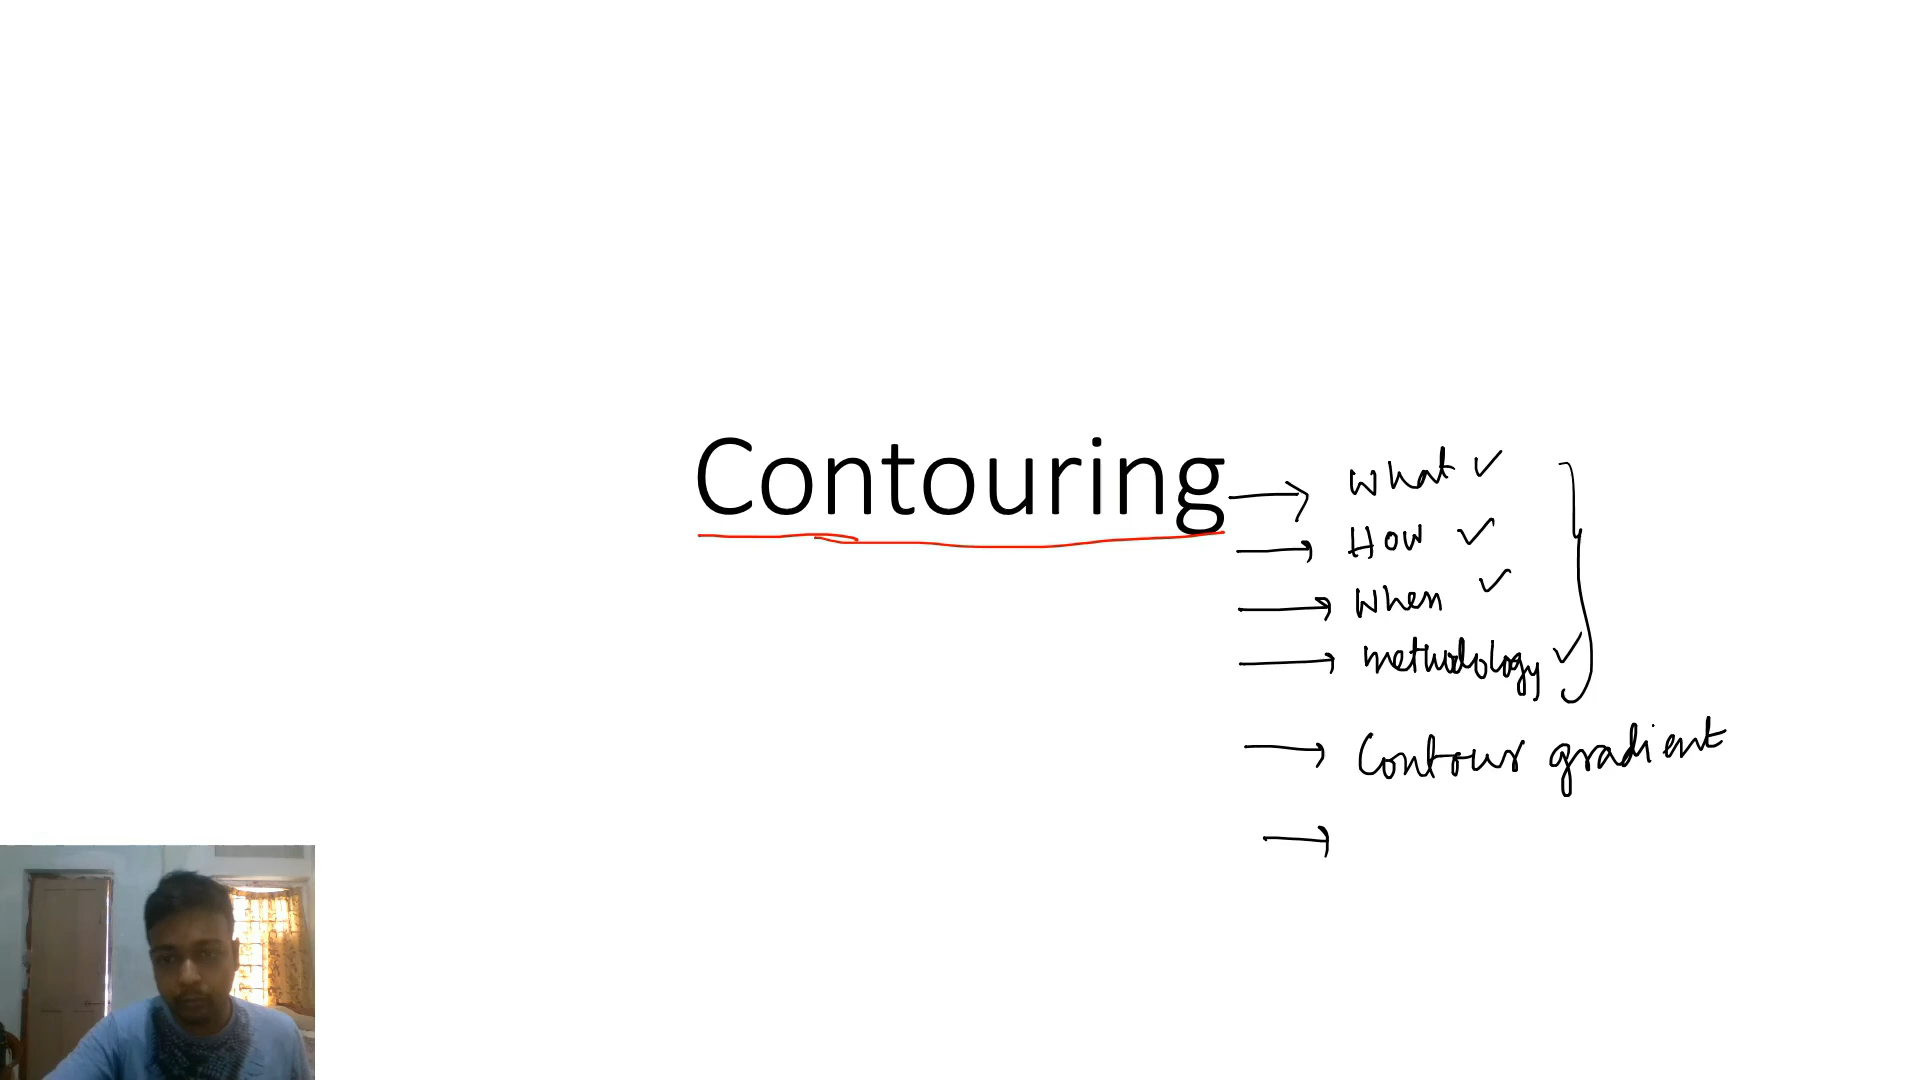 Contouring
What
How
When
methodology
Contour gradient